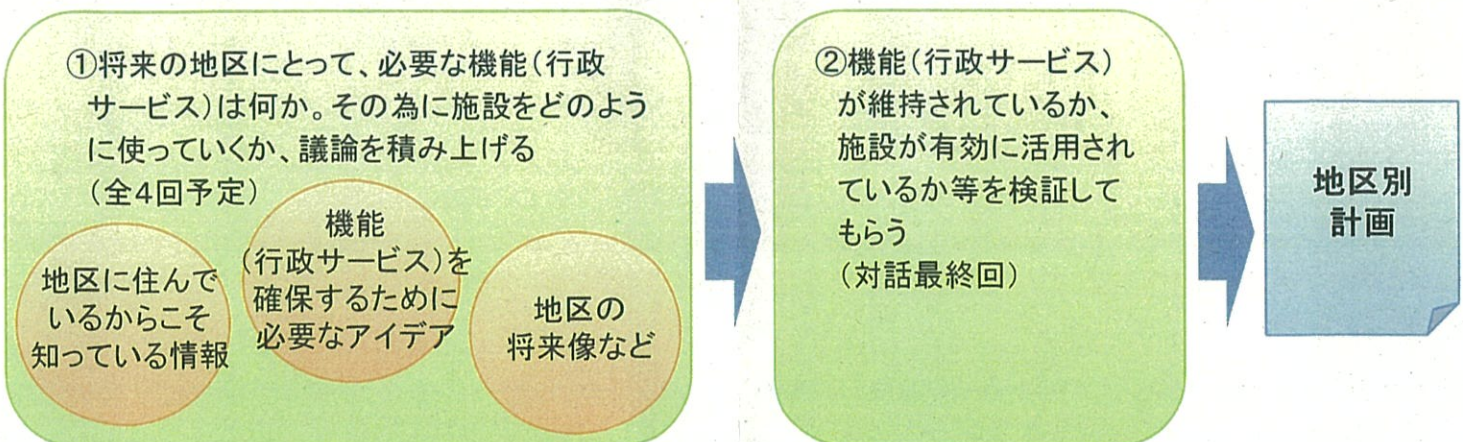 ①将来の地区にとって、必要な機能(行政
サービス)は何か。その為に施設をどのよう
に使っていくか、議論を積み上げる
(全4回予定)
地区に住んで
いるからこそ
知っている情報
機能
(行政サービス)を
確保するために
必要なアイデア
地区の
将来像など
②機能(行政サービス)
が維持されているか、
施設が有効に活用され
ているか等を検証して
もらう
(対話最終回)
地区別
計画